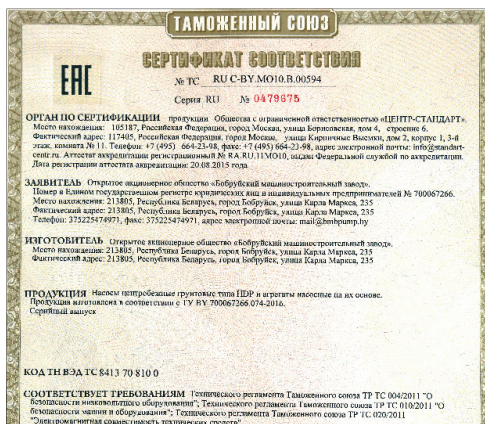 ТАМОЖЕННЫЙ СОЮЗ
СЕРТИФИКАТ СООТВЕТСТВИЯ
EAC
№ ТС RU C-BY.МО10.В.00594
Серия RU № 0479675
ОРГАН ПО СЕРТИФИКАЦИИ продукции Общества с ограниченной ответственностью «ЦЕНТР-СТАНДАРТ».
Место нахождения: 105187, Российская Федерация, город Москва, улица Борисовская, дом 4, строение 6.
Фактический адрес: 117405, Российская Федерация, город Москва, улица Кирпичные Выемки, дом 2, корпус 1, 3-й
этаж, комната № 11. Телефон: +7 (495) 664-23-98, факс: +7 (495) 664-23-98, адрес электронной почты: info@standart-
centr.ru. Аттестат аккредитации регистрационный № RA.RU.11МО10, выдан Федеральной службой по аккредитации.
Дата регистрации аттестата аккредитации: 20.08.2015 года.
ЗАЯВИТЕЛЬ Открытое акционерное общество «Бобруйский машиностроительный завод».
Номер в Едином государственном регистре юридических лиц и индивидуальных предпринимателей № 700067266.
Место нахождения: 213805, Республика Беларусь, город Бобруйск, улица Карла Маркса, 235
Фактический адрес: 213805, Республика Беларусь, город Бобруйск, улица Карла Маркса, 235
Телефон: 375225474971, факс: 375225474971, адрес электронной почты: mail@bmbpump.by
ИЗГОТОВИТЕЛЬ Открытое акционерное общество «Бобруйский машиностроительный завод».
Место нахождения: 213805, Республика Беларусь, город Бобруйск, улица Карла Маркса, 235
Фактический адрес: 213805, Республика Беларусь, город Бобруйск, улица Карла Маркса, 235
ПРОДУКЦИЯ Насосы центробежные грунтовые типа HDP и агрегаты насосные на их основе.
Продукция изготовлена в соответствии с ТУ BY 700067266.074-2016.
Серийный выпуск
КОД ТН ВЭД ТС 8413 70 810 0
СООТВЕТСТВУЕТ ТРЕБОВАНИЯМ Технического регламента Таможенного союза ТР ТС 004/2011 "О
безопасности низковольтного оборудования"; Технического регламента Таможенного союза ТР ТС 010/2011 "О
безопасности машин и оборудования"; Технического регламента Таможенного союза ТР ТС 020/2011
"Электромагнитная совместимость технических средств"